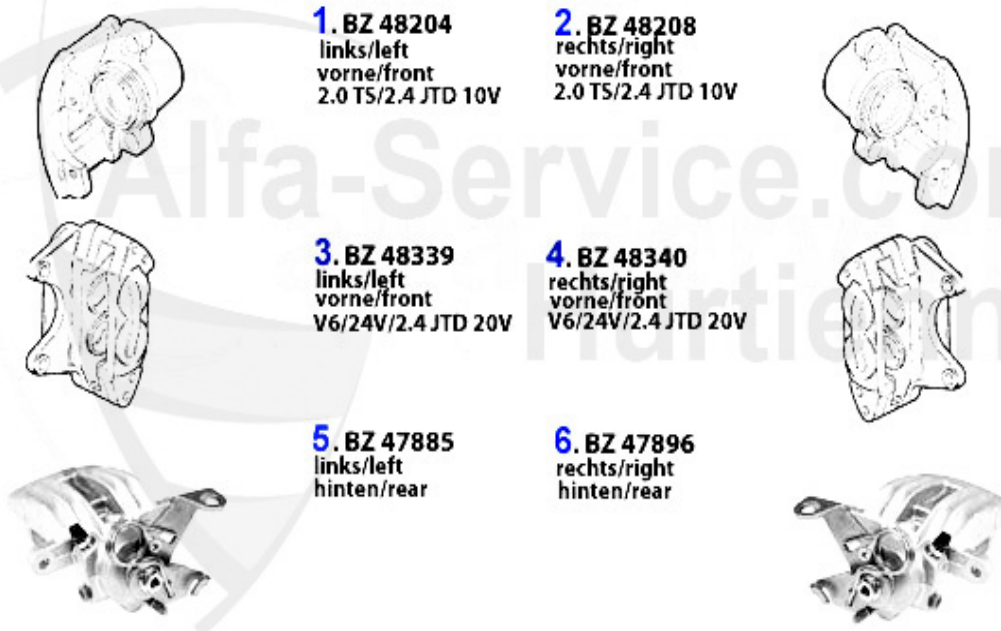 1. BZ 48204
links/left
vorne/front
2.0 TS/2.4 JTD 10V
2. BZ 48208
rechts/right
vorne/front
2.0 TS/2.4 JTD 10V
Alfa-Service.com
3. BZ 48339
links/left
vorne/front
V6/24V/2.4 JTD 20V
4. BZ 48340
rechts/right
vorne/front
V6/24V/2.4 JTD 20V
5. BZ 47885
links/left
hinten/rear
6. BZ 47896
rechts/right
hinten/rear